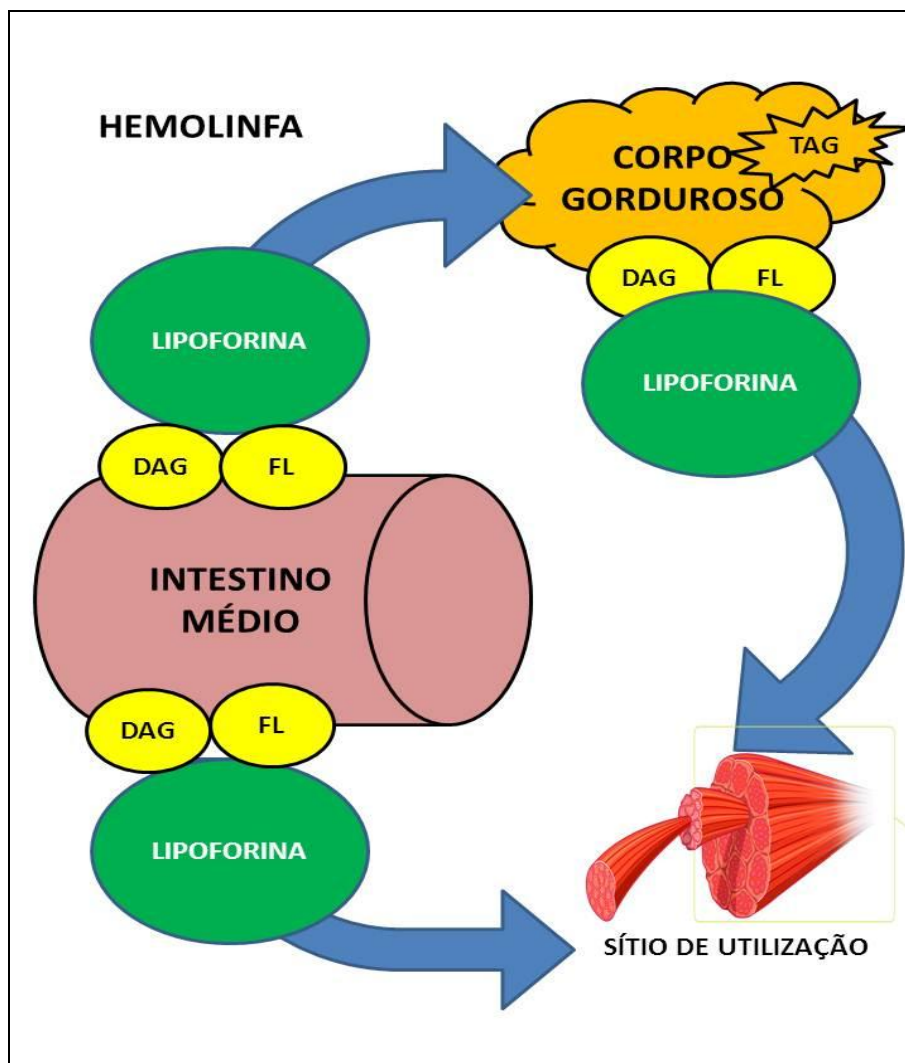 HEMOLINFA
CORPO
GORDUROSO
TAG
DAG
FL
LIPOFORINA
LIPOFORINA
DAG
FL
INTESTINO
MÉDIO
DAG
FL
LIPOFORINA
SÍTIO DE UTILIZAÇÃO